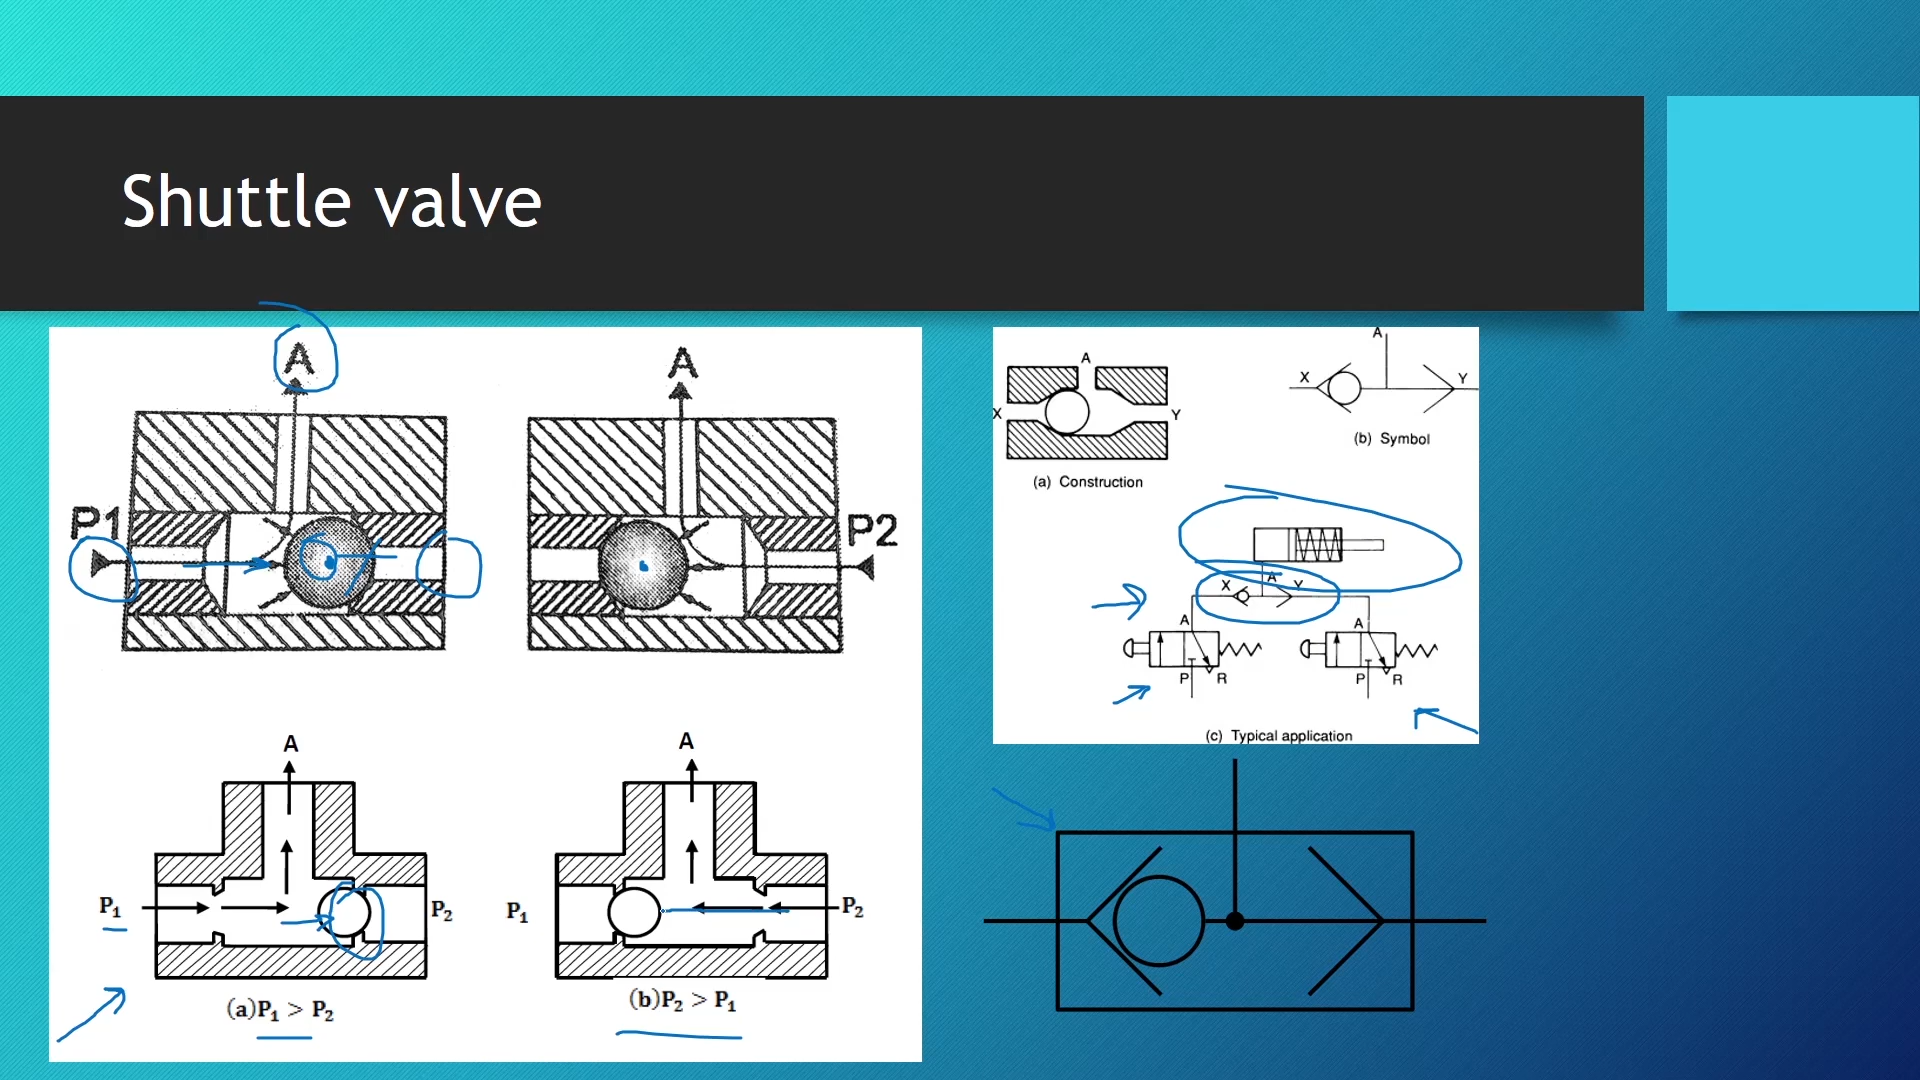 Shuttle valve
A
A
P1
P2
A
A
P₁
P₂
P₁
P₂
(a)P₁ > P₂
(b)P₂ > P₁
A
X
Y
(a) Construction
A
X
Y
(b) Symbol
X
A
Y
A
A
P
R
P
R
(c) Typical application